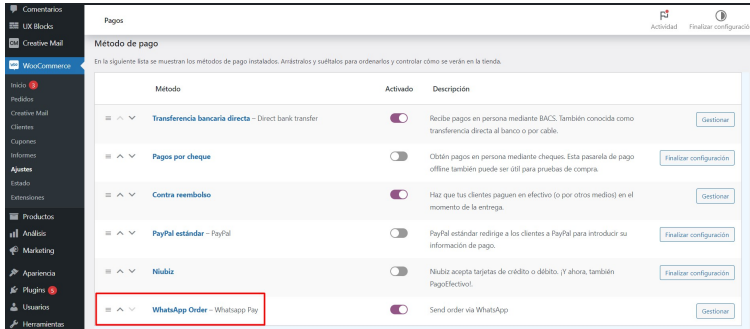 Comentarios
UX Blocks
Creative Mail
WooCommerce
Inicio 3
Pedidos
Creative Mail
Clientes
Cupones
Informes
Ajustes
Estado
Extensiones
Productos
Análisis
Marketing
Apariencia
Plugins 5
Usuarios
Herramientas
Pagos
Actividad
Finalizar configuració
Método de pago
En la siguiente lista se muestran los métodos de pago instalados. Arrástralos y suéltalos para ordenarlos y controlar cómo se verán en la tienda.
Método Activado Descripción
Transferencia bancaria directa – Direct bank transfer
Recibe pagos en persona mediante BACS. También conocida como
transferencia directa al banco o por cable.
Gestionar
Pagos por cheque
Obtén pagos en persona mediante cheques. Esta pasarela de pago
offline también puede ser útil para pruebas de compra.
Finalizar configuración
Contra reembolso
Haz que tus clientes paguen en efectivo (o por otros medios) en el
momento de la entrega.
Gestionar
PayPal estándar – PayPal
PayPal estándar redirige a los clientes a PayPal para introducir su
información de pago.
Finalizar configuración
Niubiz
Niubiz acepta tarjetas de crédito o débito. ¡Y ahora, también
PagoEfectivo!.
Finalizar configuración
WhatsApp Order – Whatsapp Pay
Send order via WhatsApp
Gestionar